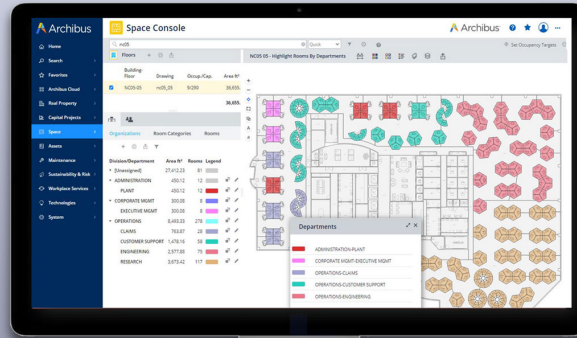 Archibus
Space Console
Archibus
Home
Search
Favorites
Archibus Cloud
Real Property
Capital Projects
Space
Assets
Maintenance
Sustainability & Risk
Workplace Services
Technologies
System
nc05
Quick
Set Occupancy Targets
Floors
NC05 05 - Highlight Rooms By Departments
Building-Floor Drawing Occup./Cap. Area ft²
NC05-05 nc05_05 9/290 36,655.
36,655.
Organizations Room Categories Rooms
Division/Department Area ft² Rooms Legend
[Unassigned] 27,412.23 81
ADMINISTRATION 450.12 12
PLANT 450.12 12
CORPORATE MGMT 300.08 8
EXECUTIVE MGMT 300.08 8
OPERATIONS 8,493.33 278
CLAIMS 763.87 28
CUSTOMER SUPPORT 1,478.16 58
ENGINEERING 2,577.88 75
RESEARCH 3,673.42 117
Departments
ADMINISTRATION-PLANT
CORPORATE MGMT-EXECUTIVE MGMT
OPERATIONS-CLAIMS
OPERATIONS-CUSTOMER SUPPORT
OPERATIONS-ENGINEERING